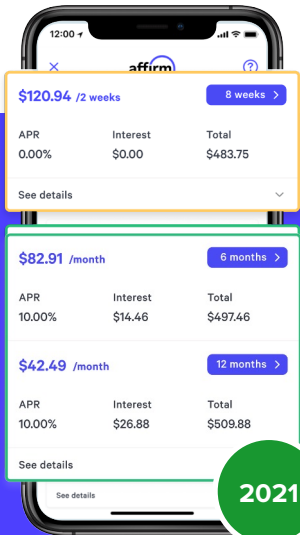 12:00
affirm
?
$120.94 /2 weeks
8 weeks >
APR Interest Total
0.00% $0.00 $483.75
See details
$82.91 /month
6 months >
APR Interest Total
10.00% $14.46 $497.46
$42.49 /month
12 months >
APR Interest Total
10.00% $26.88 $509.88
See details
See details
2021